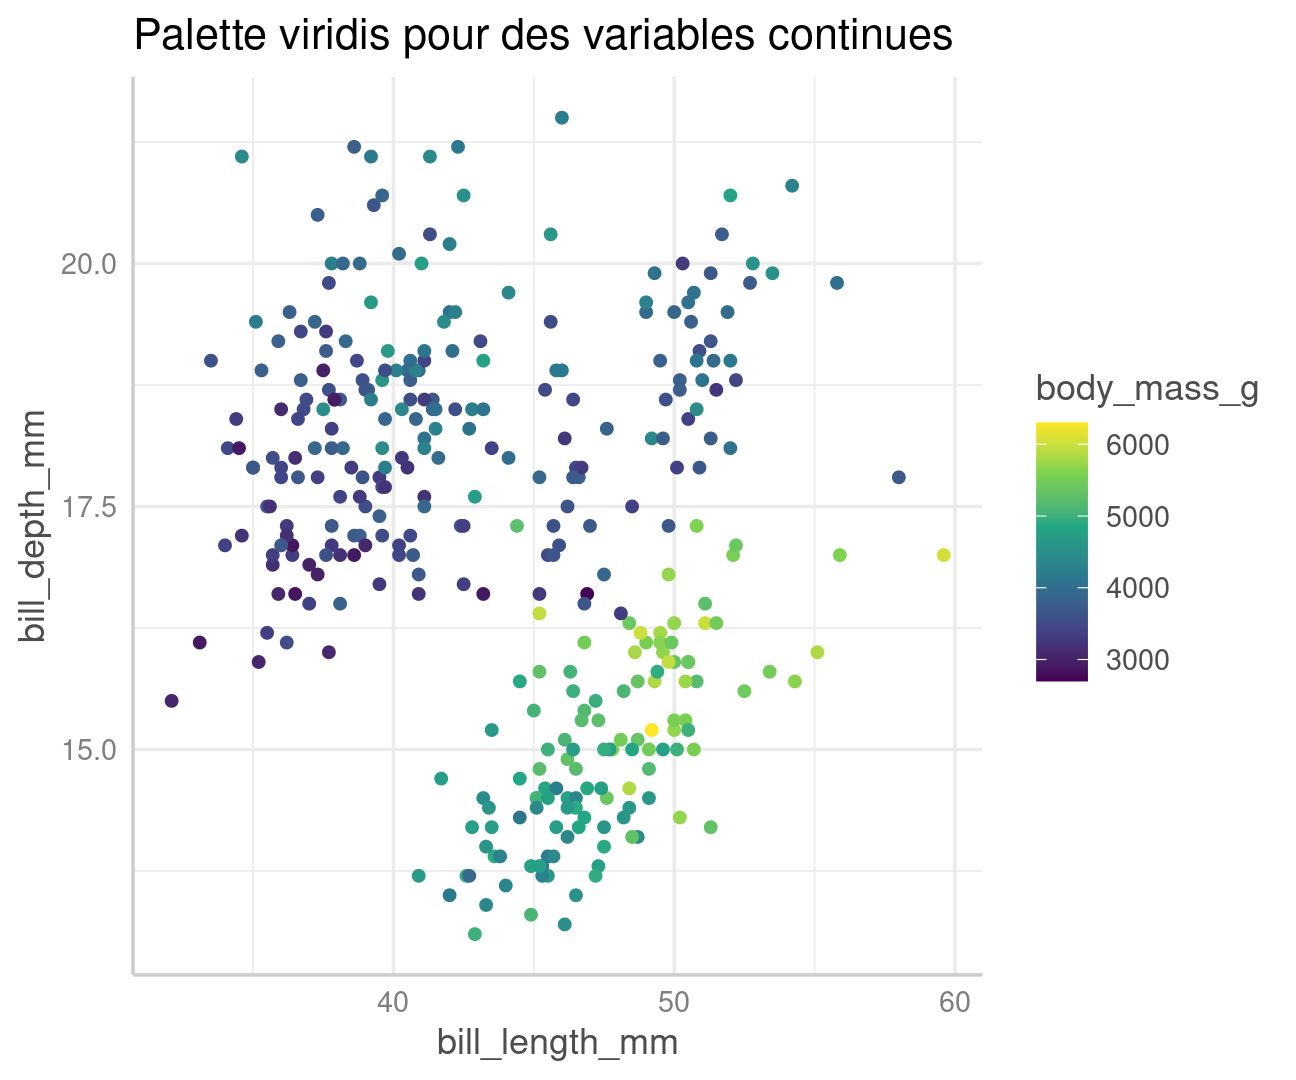 Palette viridis pour des variables continues
bill_depth_mm
20.0
17.5
15.0
40
50
60
bill_length_mm
body_mass_g
6000
5000
4000
3000